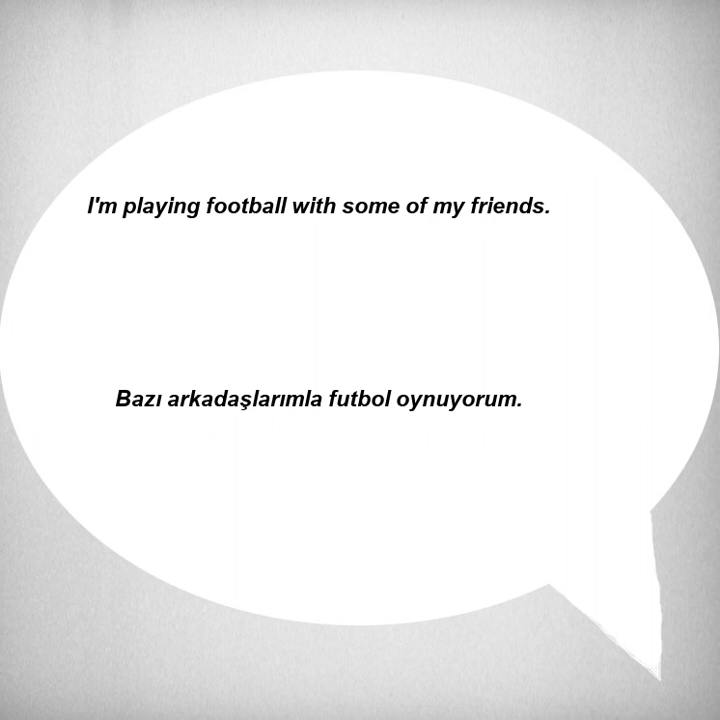 I'm playing football with some of my friends.
Bazı arkadaşlarımla futbol oynuyorum.